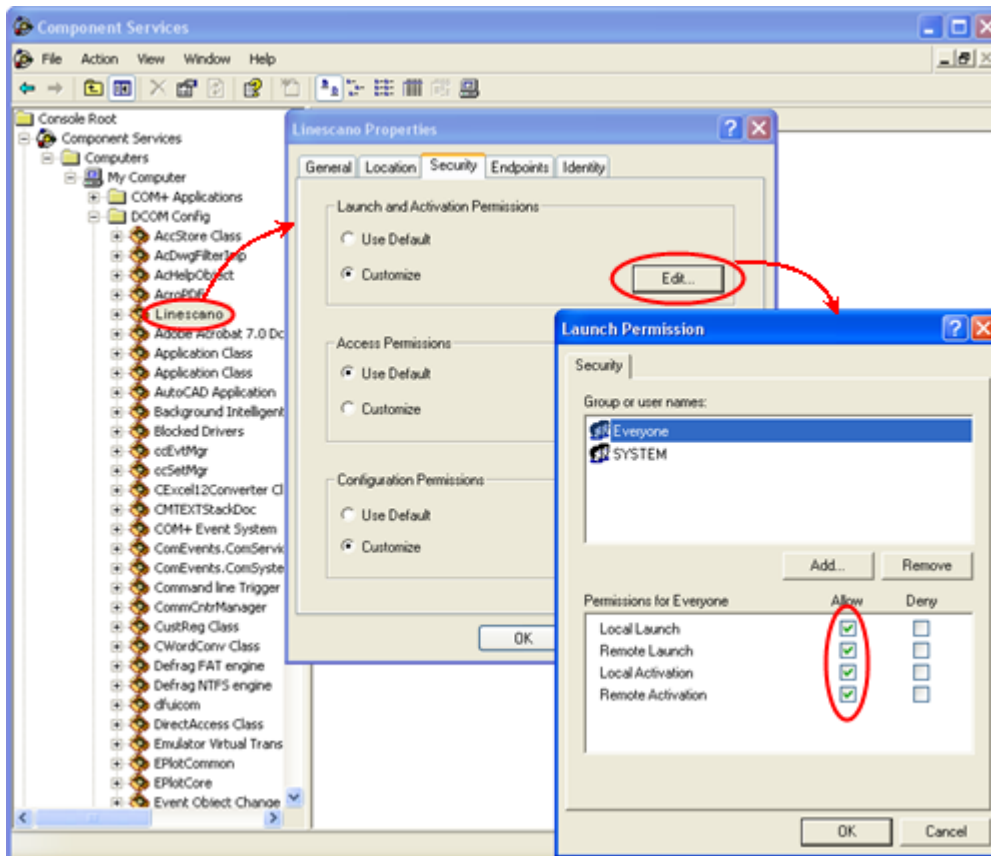 Component Services
File Action View Window Help
Console Root
Component Services
Computers
My Computer
COM+ Applications
DCOM Config
AccStore Class
AcDwgFilterImp
AcHelpObject
AcroPDF
Linescano
Adobe Acrobat 7.0 Dc
Application Class
Application Class
AutoCAD Application
Background Intelligent
Blocked Drivers
ccEvtMgr
ccSetMgr
CExcel12Converter Cl
CMTEXTStackDoc
COM+ Event System
ComEvents.ComServic
ComEvents.ComSyste
Command line Trigger
CommCntrManager
CustReg Class
CWordConv Class
Defrag FAT engine
Defrag NTFS engine
dfuicom
DirectAccess Class
Emulator Virtual Trans
EPlotCommon
EPlotCore
Event Object Change
Linescano Properties
General Location Security Endpoints Identity
Launch and Activation Permissions
Use Default
Customize
Edit...
Access Permissions
Use Default
Customize
Configuration Permissions
Use Default
Customize
OK
Launch Permission
Security
Group or user names:
Everyone
SYSTEM
Add... Remove
Permissions for Everyone Allow Deny
Local Launch
Remote Launch
Local Activation
Remote Activation
OK Cancel